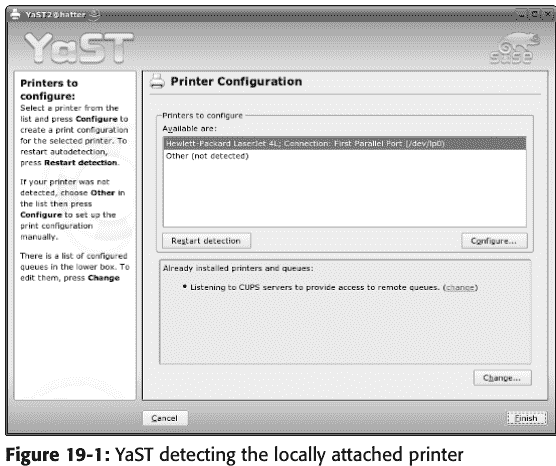 YaST2@hatter
YaST
suse
Printers to
configure:
Select a printer from the
list and press Configure to
create a print configuration
for the selected printer. To
restart autodetection,
press Restart detection.
If your printer was not
detected, choose Other in
the list then press
Configure to set up the
print configuration
manually.
There is a list of configured
queues in the lower box. To
edit them, press Change
Printer Configuration
Printers to configure
Available are:
Hewlett-Packard LaserJet 4L; Connection: First Parallel Port (/dev/lp0)
Other (not detected)
Restart detection
Configure...
Already installed printers and queues:
• Listening to CUPS servers to provide access to remote queues. (change)
Change...
Cancel
Finish
Figure 19-1: YaST detecting the locally attached printer